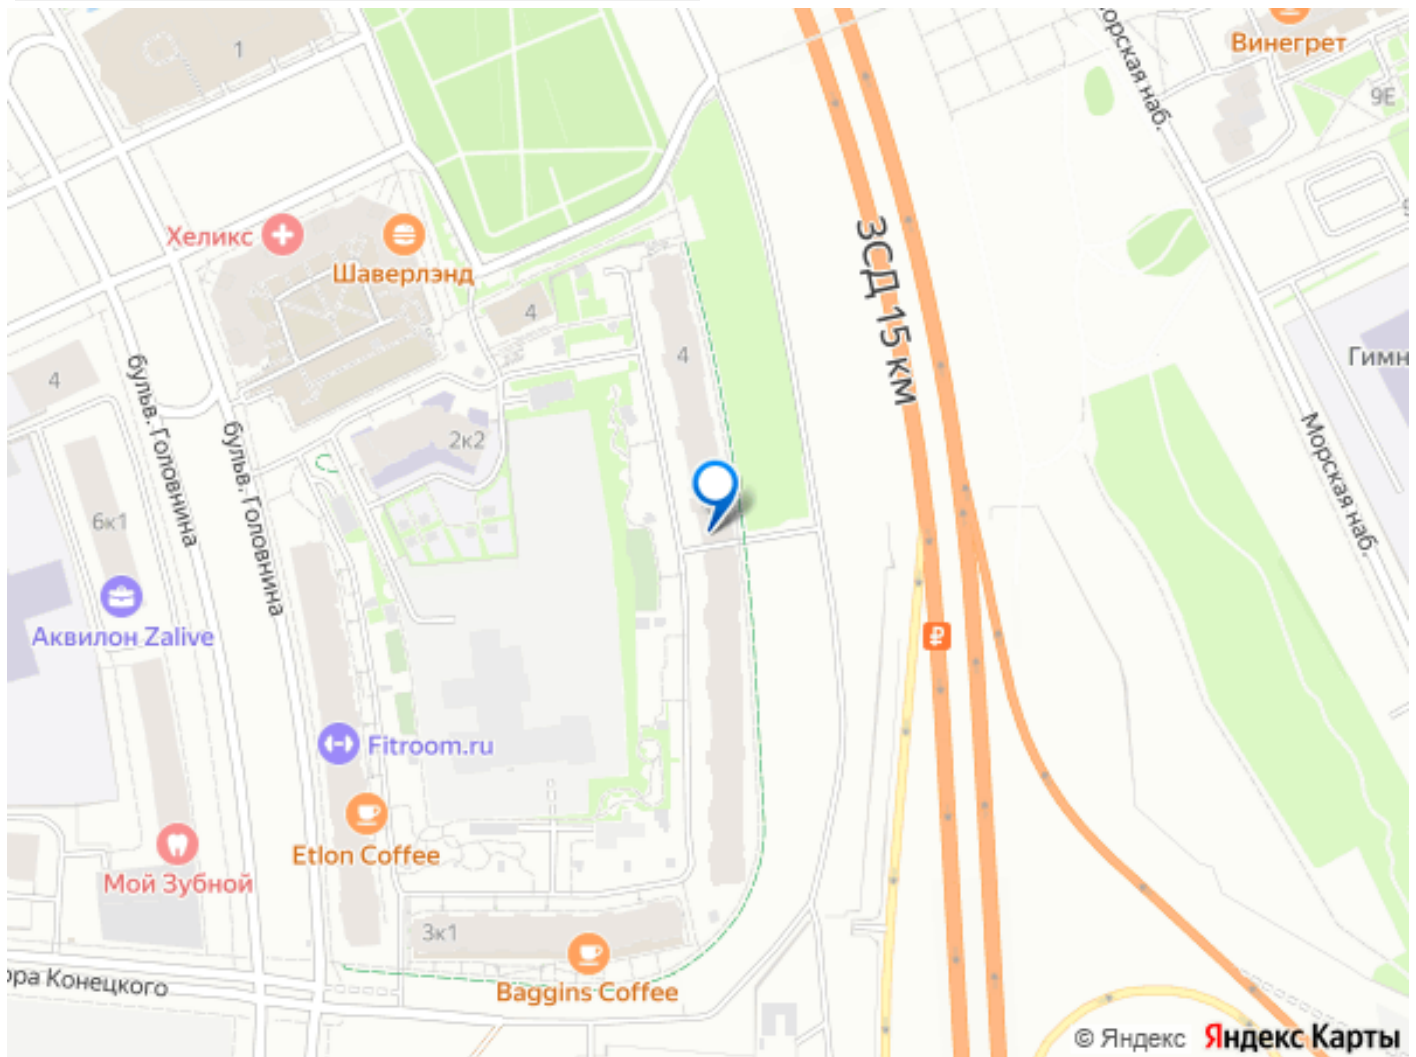 1
Винегрет
9Е
Морская наб.
Хеликс
Шаверлэнд
ЗСД 15 км
4
4
4
Гимн
бульв. Головнина
бульв. Головнина
2к2
Морская наб.
6к1
Аквилон Zalive
Fitroom.ru
Etlon Coffee
Мой Зубной
3к1
ора Конецкого
Baggins Coffee
© Яндекс Яндекс Карты